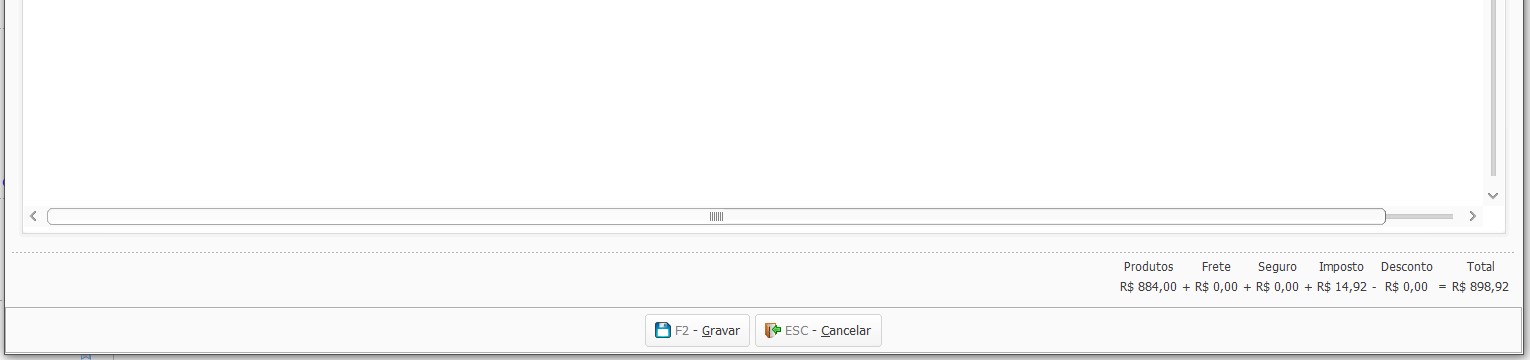 Produtos Frete Seguro Imposto Desconto Total
R$ 884,00 + R$ 0,00 + R$ 0,00 + R$ 14,92 - R$ 0,00 = R$ 898,92
F2 - Gravar ESC - Cancelar